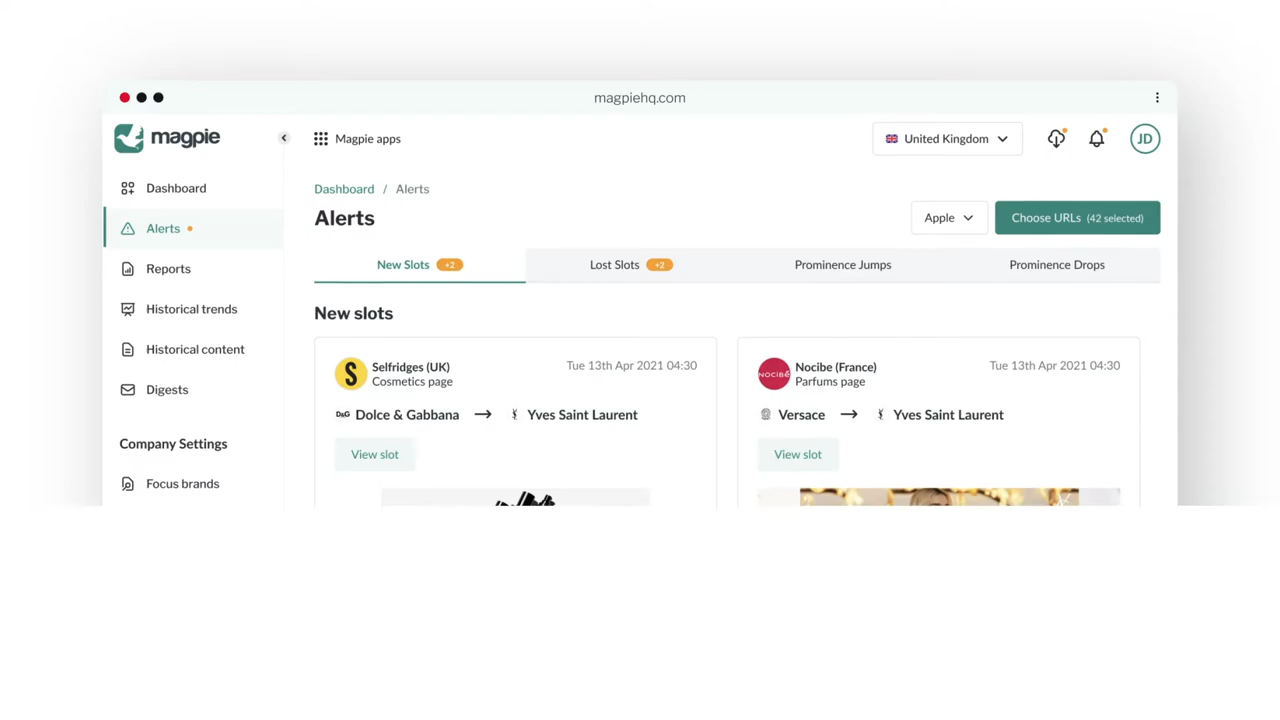 magpiehq.com
magpie
Magpie apps
United Kingdom
JD
Dashboard
Alerts
Reports
Historical trends
Historical content
Digests
Company Settings
Focus brands
Dashboard / Alerts
Alerts
Apple
Choose URLs (42 selected)
New Slots +2
Lost Slots +2
Prominence Jumps
Prominence Drops
New slots
S
Selfridges (UK)
Cosmetics page
Tue 13th Apr 2021 04:30
D&G Dolce & Gabbana → Yves Saint Laurent
View slot
NOCIBÉ
Nocibe (France)
Parfums page
Tue 13th Apr 2021 04:30
Versace → Yves Saint Laurent
View slot